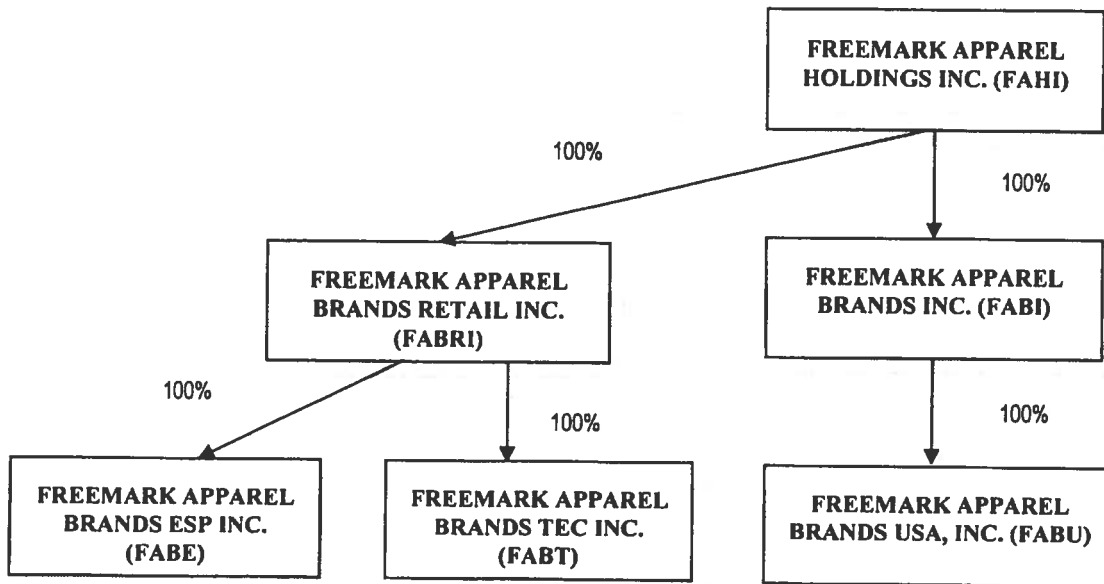 FREEMARK APPAREL
HOLDINGS INC. (FAHI)
100%
100%
FREEMARK APPAREL
BRANDS RETAIL INC.
(FABRI)
FREEMARK APPAREL
BRANDS INC. (FABI)
100%
100%
100%
FREEMARK APPAREL
BRANDS ESP INC.
(FABE)
FREEMARK APPAREL
BRANDS TEC INC.
(FABT)
FREEMARK APPAREL
BRANDS USA, INC. (FABU)